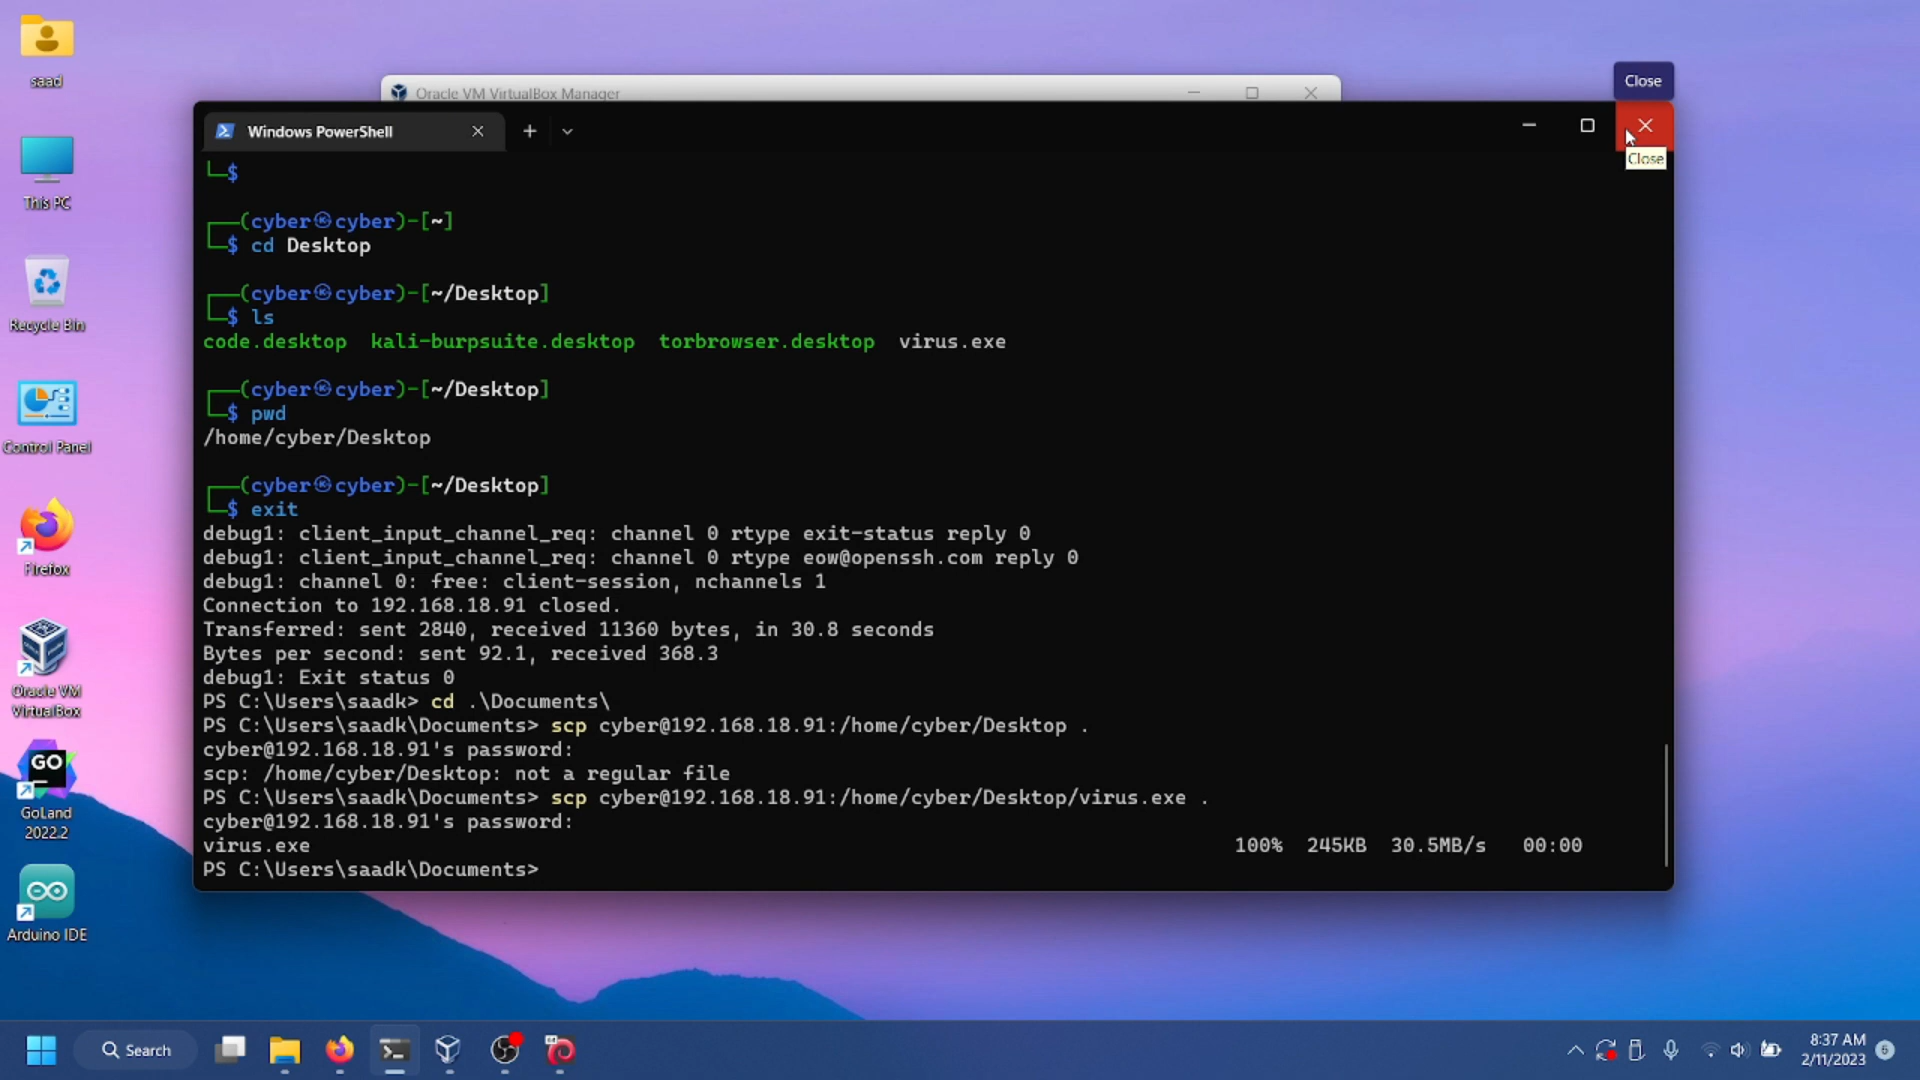 saad
This PC
Recycle Bin
Control Panel
Firefox
Oracle VM
VirtualBox
GO
GoLand
2022.2
Arduino IDE
Oracle VM VirtualBox Manager
Close
Windows PowerShell
Close
└─$
┌──(cyber㉿cyber)-[~]
└─$ cd Desktop
┌──(cyber㉿cyber)-[~/Desktop]
└─$ ls
code.desktop  kali-burpsuite.desktop  torbrowser.desktop  virus.exe
┌──(cyber㉿cyber)-[~/Desktop]
└─$ pwd
/home/cyber/Desktop
┌──(cyber㉿cyber)-[~/Desktop]
└─$ exit
debug1: client_input_channel_req: channel 0 rtype exit-status reply 0
debug1: client_input_channel_req: channel 0 rtype eow@openssh.com reply 0
debug1: channel 0: free: client-session, nchannels 1
Connection to 192.168.18.91 closed.
Transferred: sent 2840, received 11360 bytes, in 30.8 seconds
Bytes per second: sent 92.1, received 368.3
debug1: Exit status 0
PS C:\Users\saadk> cd .\Documents\
PS C:\Users\saadk\Documents> scp cyber@192.168.18.91:/home/cyber/Desktop .
cyber@192.168.18.91's password:
scp: /home/cyber/Desktop: not a regular file
PS C:\Users\saadk\Documents> scp cyber@192.168.18.91:/home/cyber/Desktop/virus.exe .
cyber@192.168.18.91's password:
virus.exe 100% 245KB 30.5MB/s 00:00
PS C:\Users\saadk\Documents>
Search
8:37 AM
2/11/2023
6